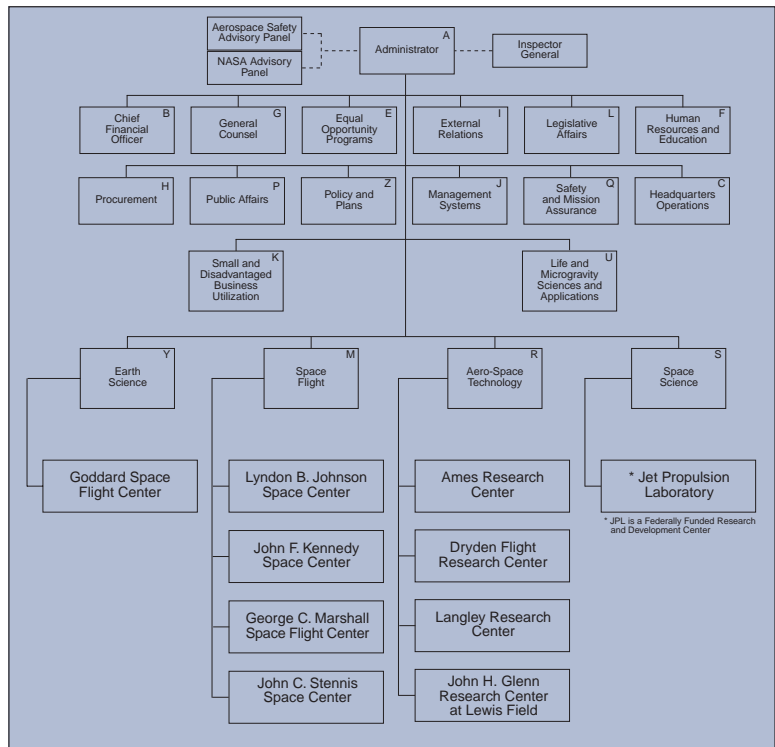 Aerospace Safety
Advisory Panel
NASA Advisory
Panel
A
Administrator
Inspector
General
B
Chief
Financial
Officer
G
General
Counsel
E
Equal
Opportunity
Programs
I
External
Relations
L
Legislative
Affairs
F
Human
Resources and
Education
H
Procurement
P
Public Affairs
Z
Policy and
Plans
J
Management
Systems
Q
Safety
and Mission
Assurance
C
Headquarters
Operations
K
Small and
Disadvantaged
Business
Utilization
U
Life and
Microgravity
Sciences and
Applications
Y
Earth
Science
M
Space
Flight
R
Aero-Space
Technology
S
Space
Science
Goddard Space
Flight Center
Lyndon B. Johnson
Space Center
John F. Kennedy
Space Center
George C. Marshall
Space Flight Center
John C. Stennis
Space Center
Ames Research
Center
Dryden Flight
Research Center
Langley Research
Center
John H. Glenn
Research Center
at Lewis Field
* Jet Propulsion
Laboratory
* JPL is a Federally Funded Research
and Development Center